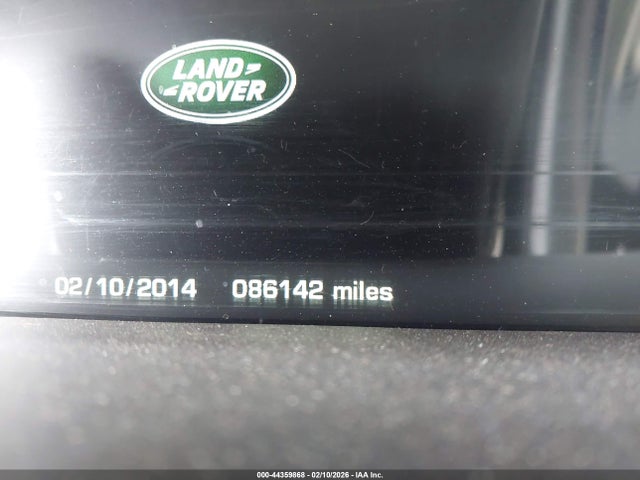 LAND
ROVER
02/10/2014 086142 miles
000-44359868 - 02/10/2026 - IAA Inc.